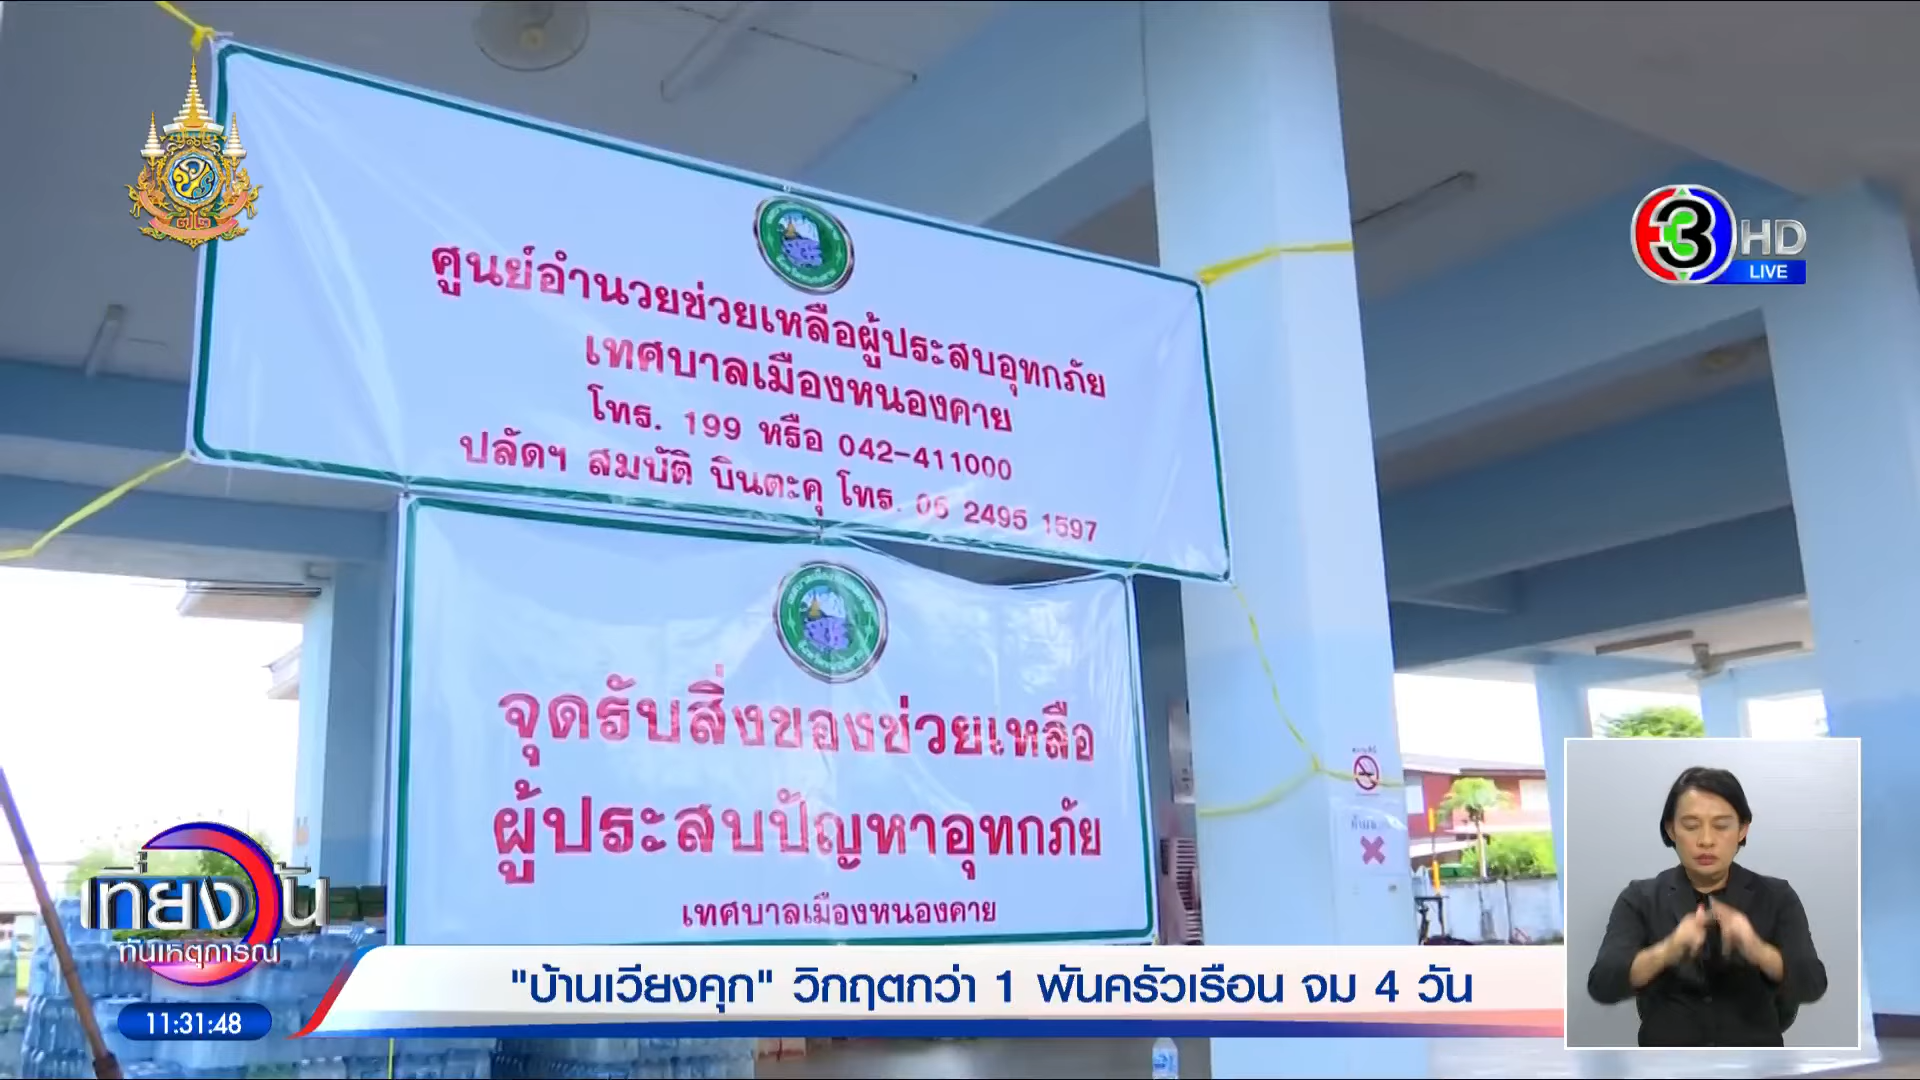 ศูนย์อำนวยช่วยเหลือผู้ประสบอุทกภัย
เทศบาลเมืองหนองคาย
โทร. 199 หรือ 042-411000
ปลัดฯ สมบัติ บินตะคุ โทร. 06 2495 1597
จุดรับสิ่งของช่วยเหลือ
ผู้ประสบปัญหาอุทกภัย
เทศบาลเมืองหนองคาย
3 HD
LIVE
๗๒
เที่ยงวัน
ทันเหตุการณ์
11:31:48
"บ้านเวียงคุก" วิกฤตกว่า 1 พันครัวเรือน จม 4 วัน